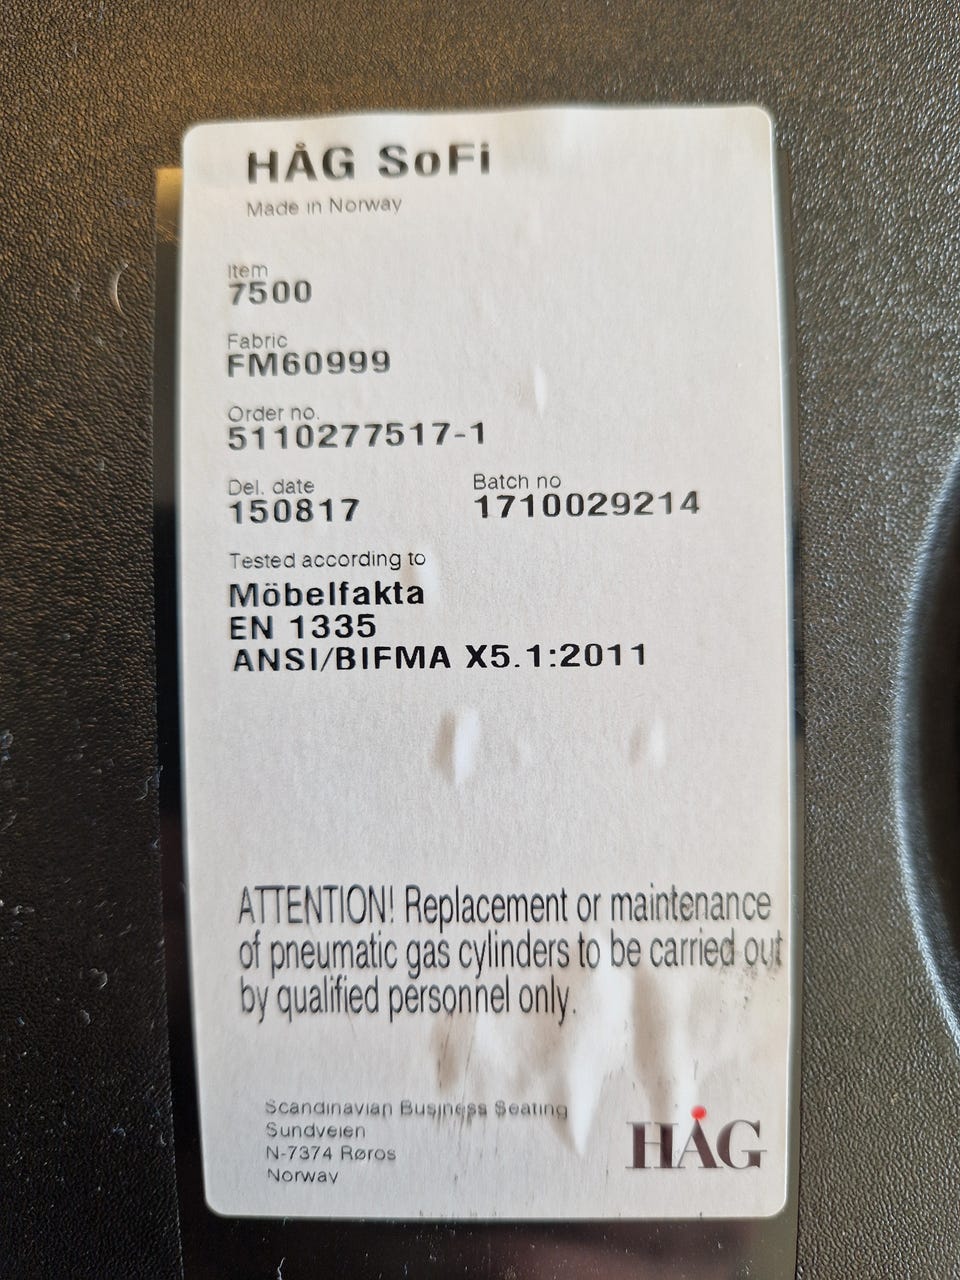 HÅG SoFi
Made in Norway
Item
7500
Fabric
FM60999
Order no.
5110277517-1
Del. date
150817
Batch no
1710029214
Tested according to
Möbelfakta
EN 1335
ANSI/BIFMA X5.1:2011
ATTENTION! Replacement or maintenance
of pneumatic gas cylinders to be carried out
by qualified personnel only.
Scandinavian Business Seating
Sundveien
N-7374 Røros
Norway
HÅG